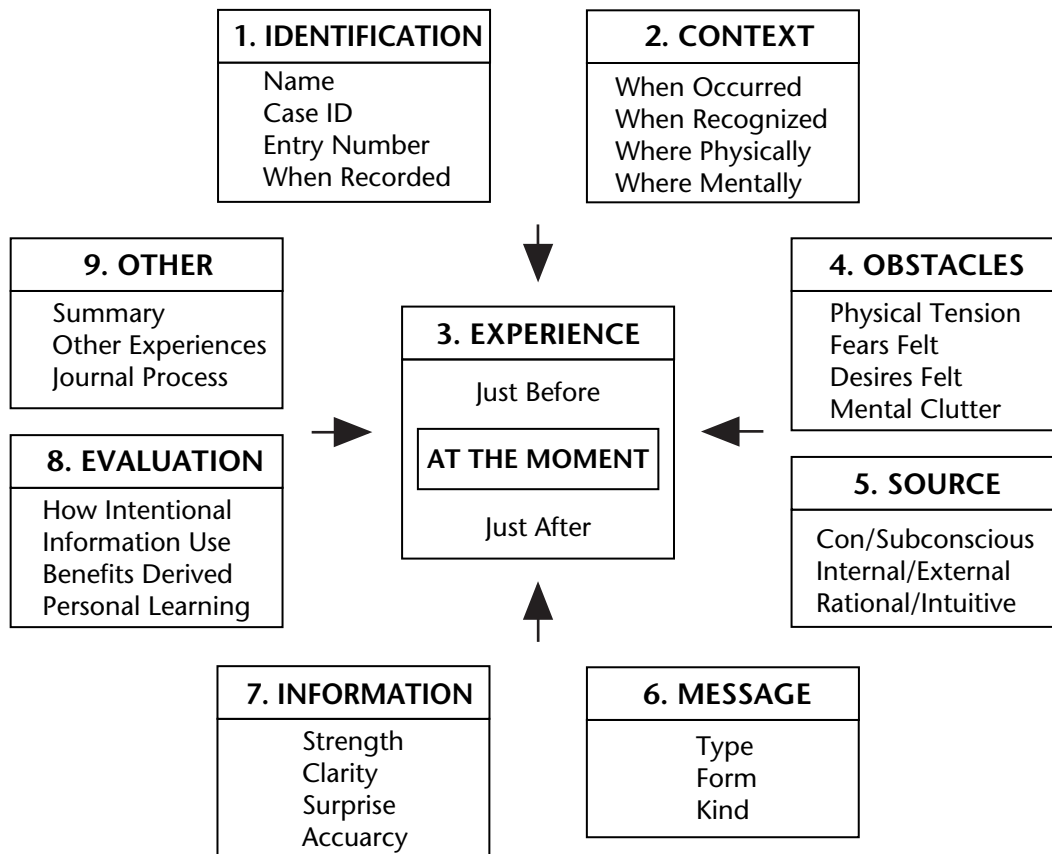 1. IDENTIFICATION
Name
Case ID
Entry Number
When Recorded
2. CONTEXT
When Occurred
When Recognized
Where Physically
Where Mentally
9. OTHER
Summary
Other Experiences
Journal Process
3. EXPERIENCE
Just Before
AT THE MOMENT
Just After
4. OBSTACLES
Physical Tension
Fears Felt
Desires Felt
Mental Clutter
8. EVALUATION
How Intentional
Information Use
Benefits Derived
Personal Learning
5. SOURCE
Con/Subconscious
Internal/External
Rational/Intuitive
7. INFORMATION
Strength
Clarity
Surprise
Accuarcy
6. MESSAGE
Type
Form
Kind